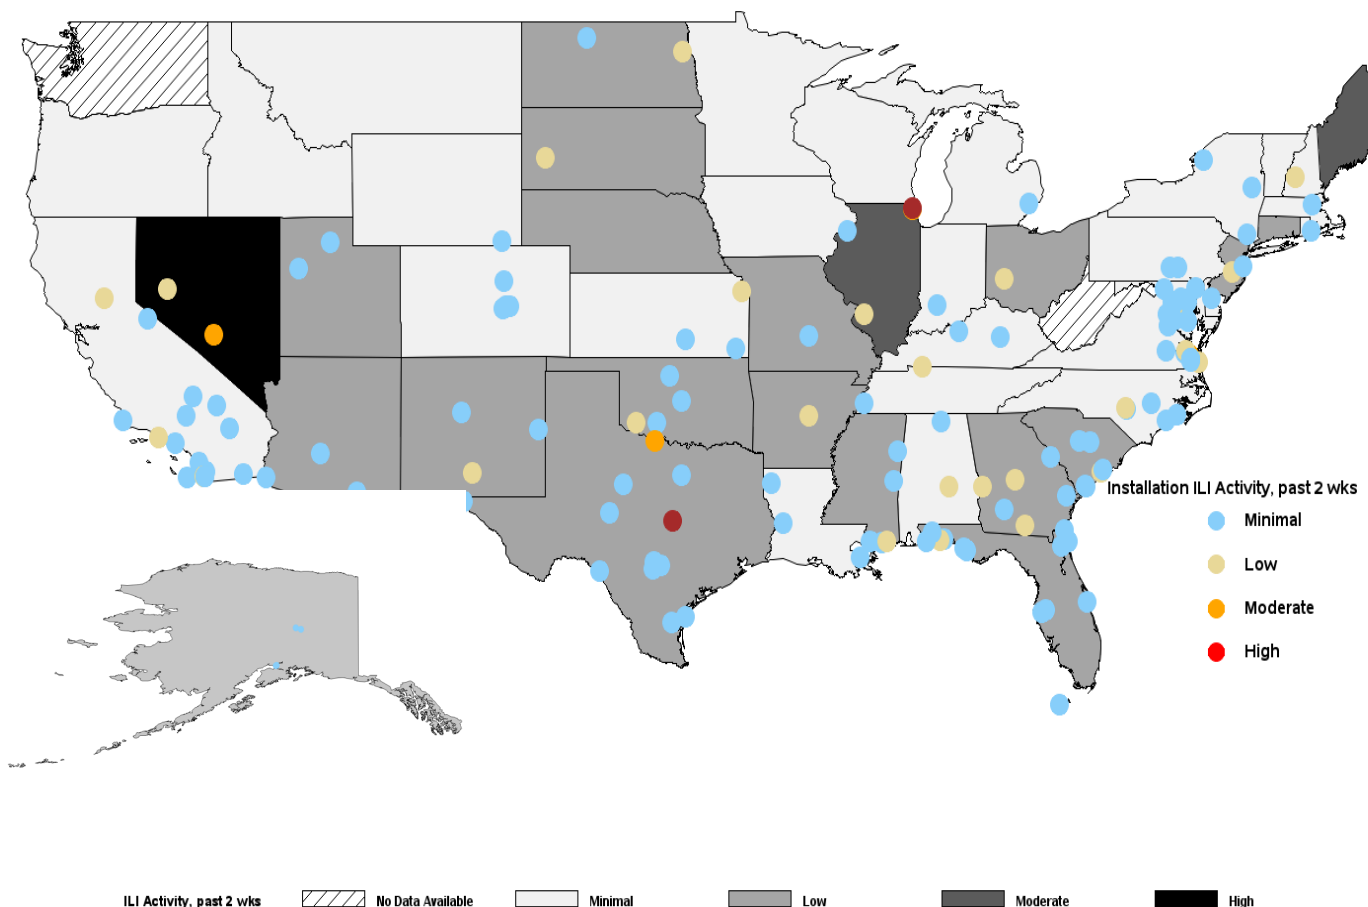 Installation ILI Activity, past 2 wks
Minimal
Low
Moderate
High
ILI Activity, past 2 wks No Data Available Minimal Low Moderate High